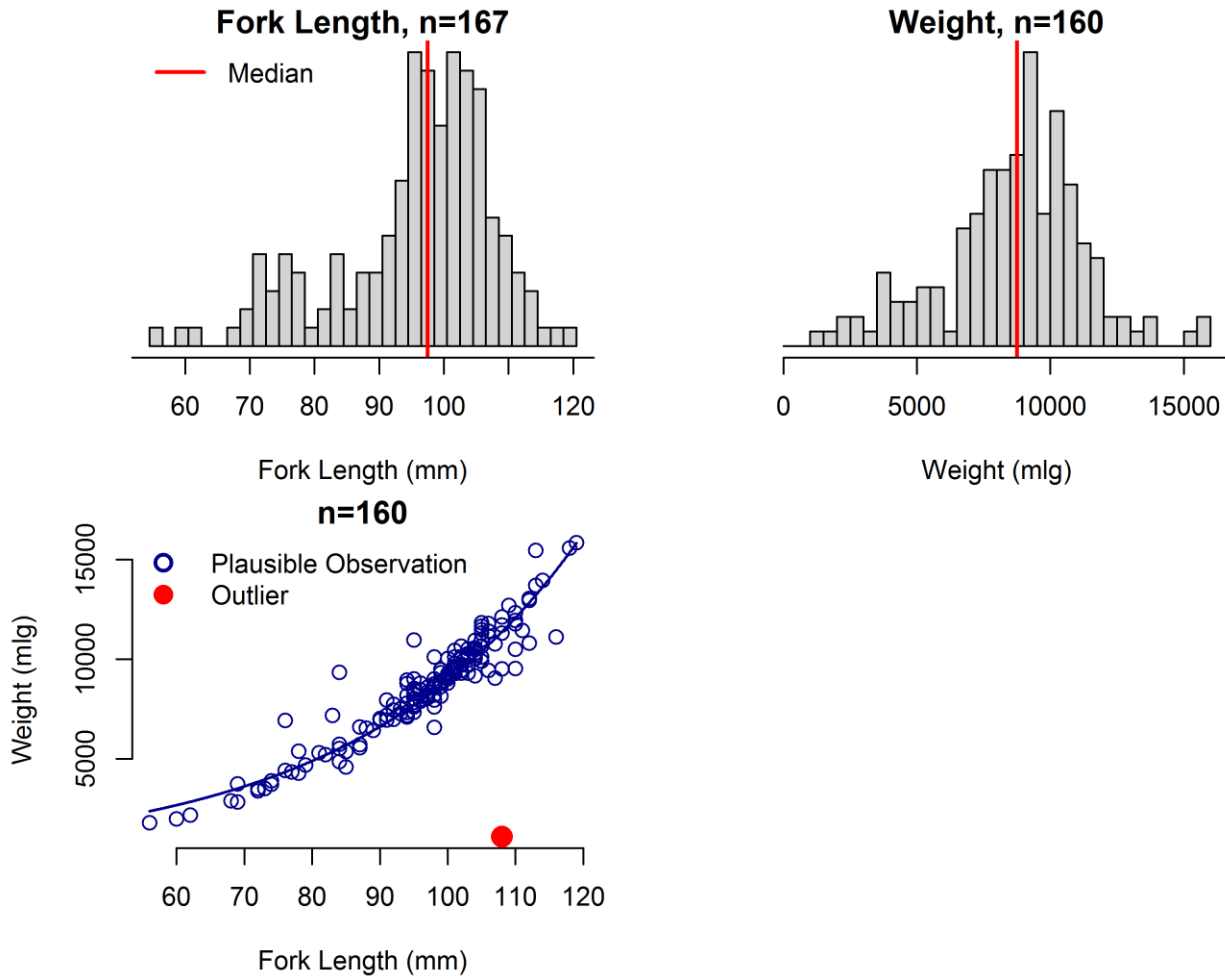 Fork Length, n=167
Median
60 70 80 90 100 120
Fork Length (mm)
Weight, n=160
0 5000 10000 15000
Weight (mlg)
n=160
Plausible Observation
Outlier
Weight (mlg)
5000 10000 15000
60 70 80 90 100 110 120
Fork Length (mm)